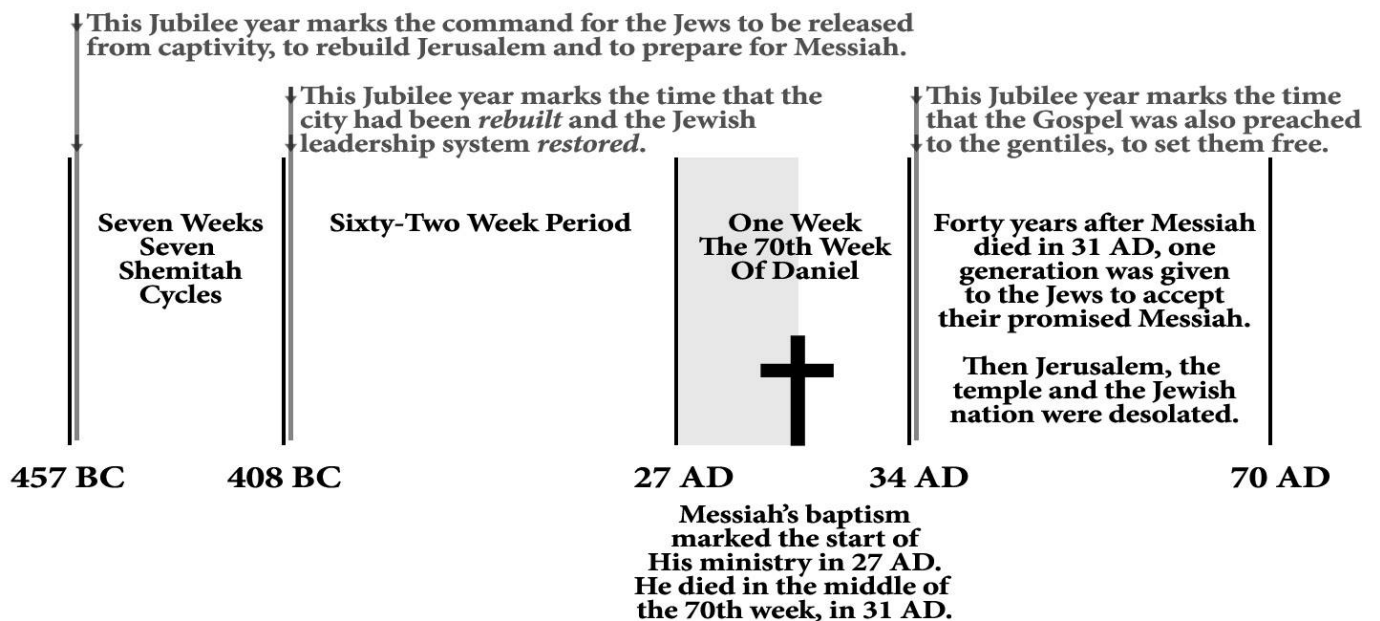 This Jubilee year marks the command for the Jews to be released
from captivity, to rebuild Jerusalem and to prepare for Messiah.
This Jubilee year marks the time that the
city had been rebuilt and the Jewish
leadership system restored.
This Jubilee year marks the time
that the Gospel was also preached
to the gentiles, to set them free.
Seven Weeks
Seven
Shemitah
Cycles
Sixty-Two Week Period
One Week
The 70th Week
Of Daniel
Forty years after Messiah
died in 31 AD, one
generation was given
to the Jews to accept
their promised Messiah.
Then Jerusalem, the
temple and the Jewish
nation were desolated.
457 BC
408 BC
27 AD
34 AD
70 AD
Messiah’s baptism
marked the start of
His ministry in 27 AD.
He died in the middle of
the 70th week, in 31 AD.